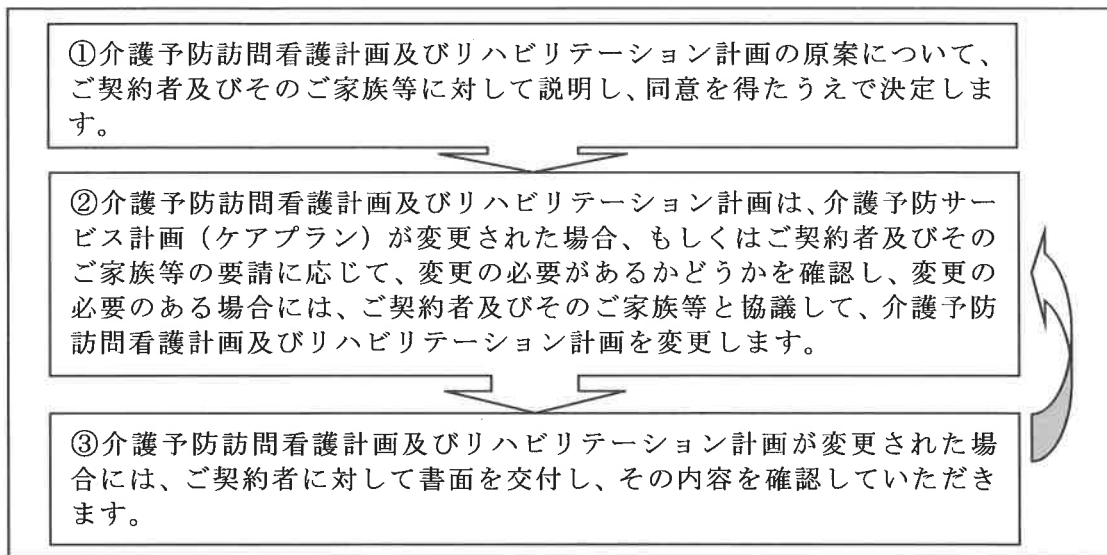 ①介護予防訪問看護計画及びリハビリテーション計画の原案について、
ご契約者及びそのご家族等に対して説明し、同意を得たうえで決定しま
す。
②介護予防訪問看護計画及びリハビリテーション計画は、介護予防サー
ビス計画（ケアプラン）が変更された場合、もしくはご契約者及びその
ご家族等の要請に応じて、変更の必要があるかどうかを確認し、変更の
必要のある場合には、ご契約者及びそのご家族等と協議して、介護予防
訪問看護計画及びリハビリテーション計画を変更します。
③介護予防訪問看護計画及びリハビリテーション計画が変更された場
合には、ご契約者に対して書面を交付し、その内容を確認していただき
ます。